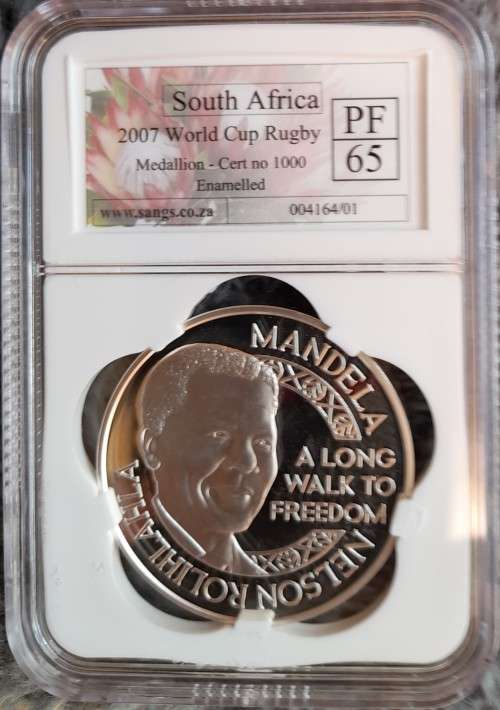 South Africa
2007 World Cup Rugby
Medallion - Cert no 1000
Enamelled
PF
65
www.sangs.co.za
004164/01
NELSON ROLIHLAHLA
MANDELA
A LONG
WALK TO
FREEDOM